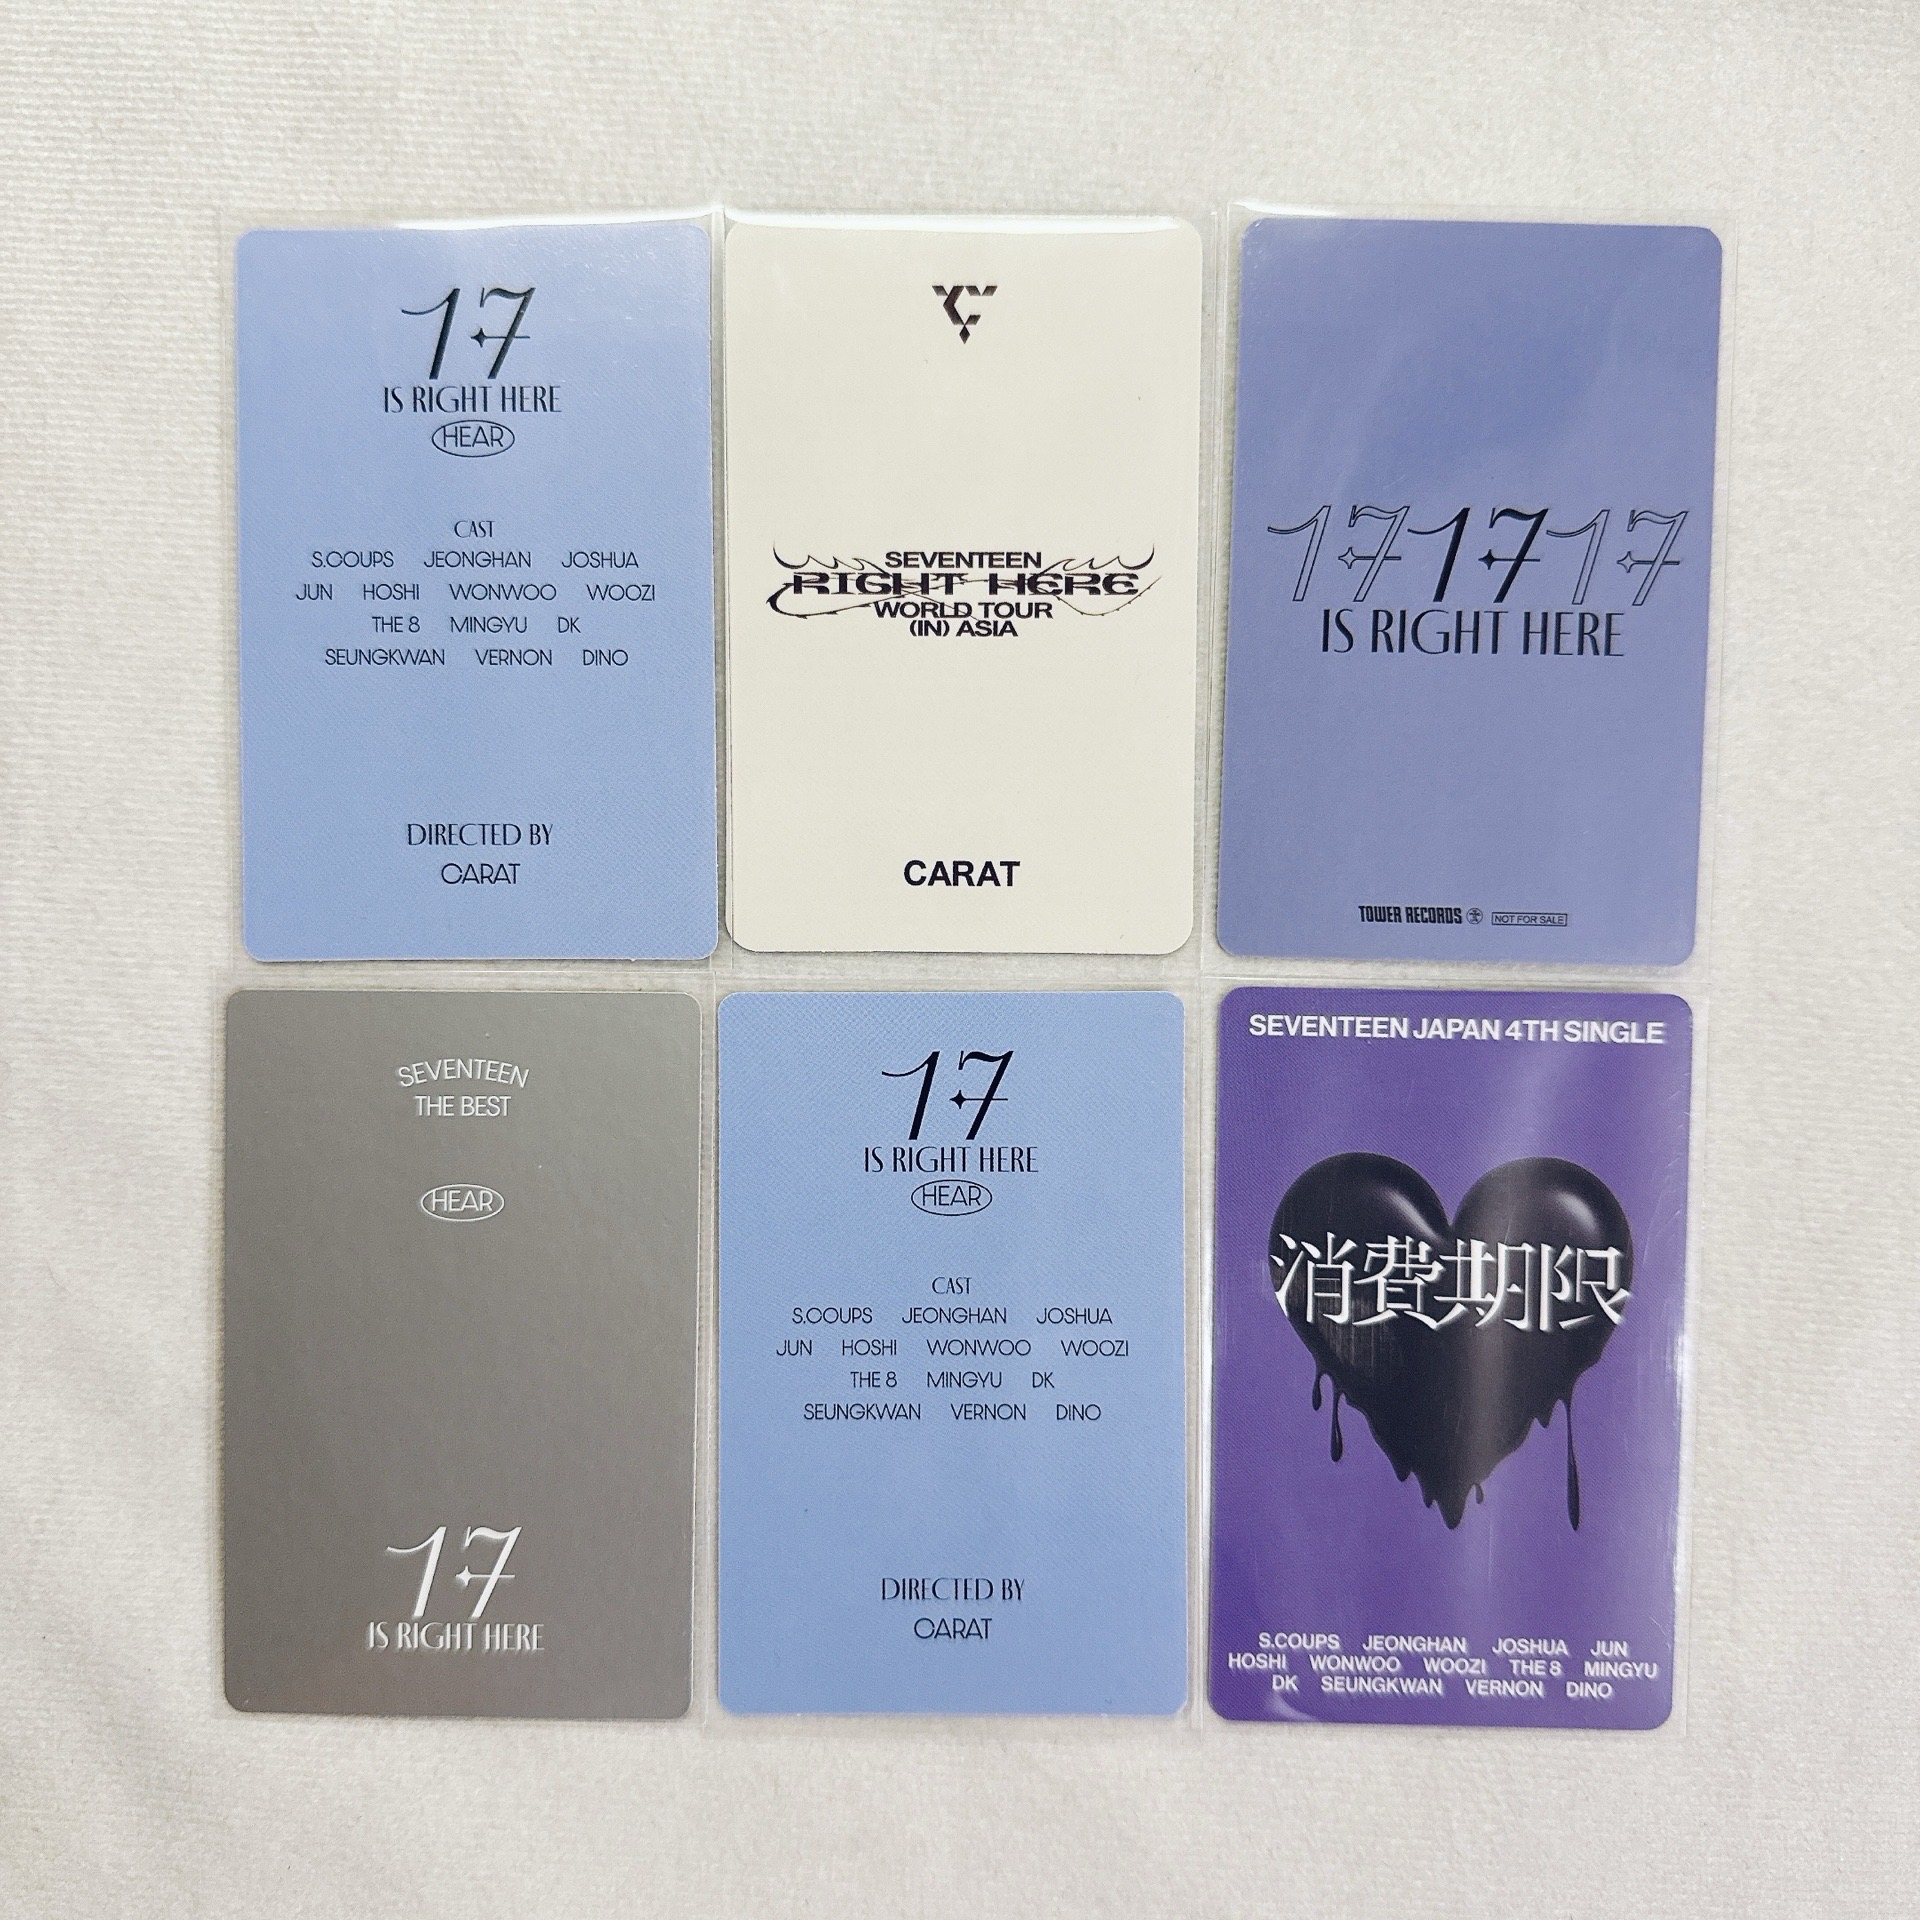 17
IS RIGHT HERE
HEAR
CAST
S.COUPS JEONGHAN JOSHUA
JUN HOSHI WONWOO WOOZI
THE 8 MINGYU DK
SEUNGKWAN VERNON DINO
DIRECTED BY
CARAT
SEVENTEEN
RIGHT HERE
WORLD TOUR
(IN) ASIA
CARAT
17 17 17
IS RIGHT HERE
TOWER RECORDS NOT FOR SALE
SEVENTEEN
THE BEST
HEAR
17
IS RIGHT HERE
17
IS RIGHT HERE
HEAR
CAST
S.COUPS JEONGHAN JOSHUA
JUN HOSHI WONWOO WOOZI
THE 8 MINGYU DK
SEUNGKWAN VERNON DINO
DIRECTED BY
CARAT
SEVENTEEN JAPAN 4TH SINGLE
消費期限
S.COUPS JEONGHAN JOSHUA JUN
HOSHI WONWOO WOOZI THE 8 MINGYU
DK SEUNGKWAN VERNON DINO